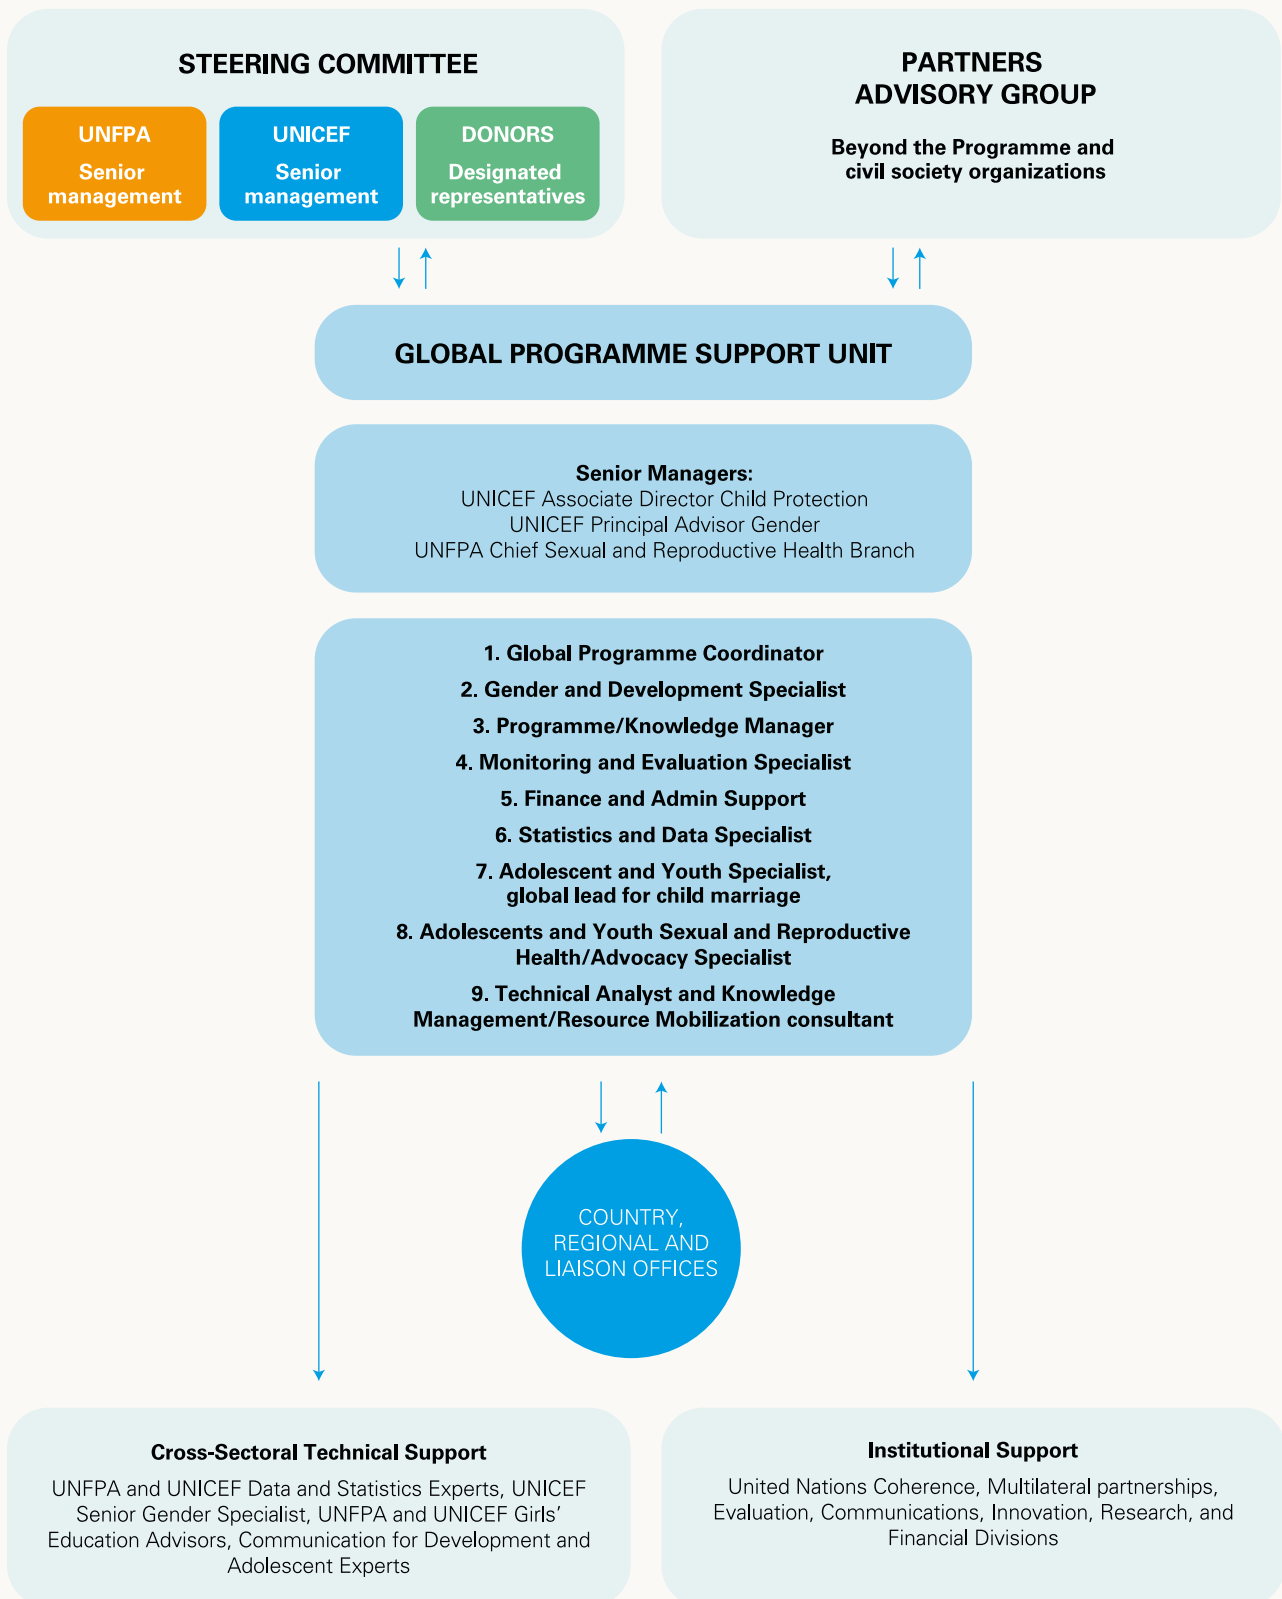 STEERING COMMITTEE
UNFPA
Senior
management
UNICEF
Senior
management
DONORS
Designated
representatives
PARTNERS
ADVISORY GROUP
Beyond the Programme and
civil society organizations
GLOBAL PROGRAMME SUPPORT UNIT
Senior Managers:
UNICEF Associate Director Child Protection
UNICEF Principal Advisor Gender
UNFPA Chief Sexual and Reproductive Health Branch
1. Global Programme Coordinator
2. Gender and Development Specialist
3. Programme/Knowledge Manager
4. Monitoring and Evaluation Specialist
5. Finance and Admin Support
6. Statistics and Data Specialist
7. Adolescent and Youth Specialist,
global lead for child marriage
8. Adolescents and Youth Sexual and Reproductive
Health/Advocacy Specialist
9. Technical Analyst and Knowledge
Management/Resource Mobilization consultant
COUNTRY,
REGIONAL AND
LIAISON OFFICES
Cross-Sectoral Technical Support
UNFPA and UNICEF Data and Statistics Experts, UNICEF
Senior Gender Specialist, UNFPA and UNICEF Girls’
Education Advisors, Communication for Development and
Adolescent Experts
Institutional Support
United Nations Coherence, Multilateral partnerships,
Evaluation, Communications, Innovation, Research, and
Financial Divisions